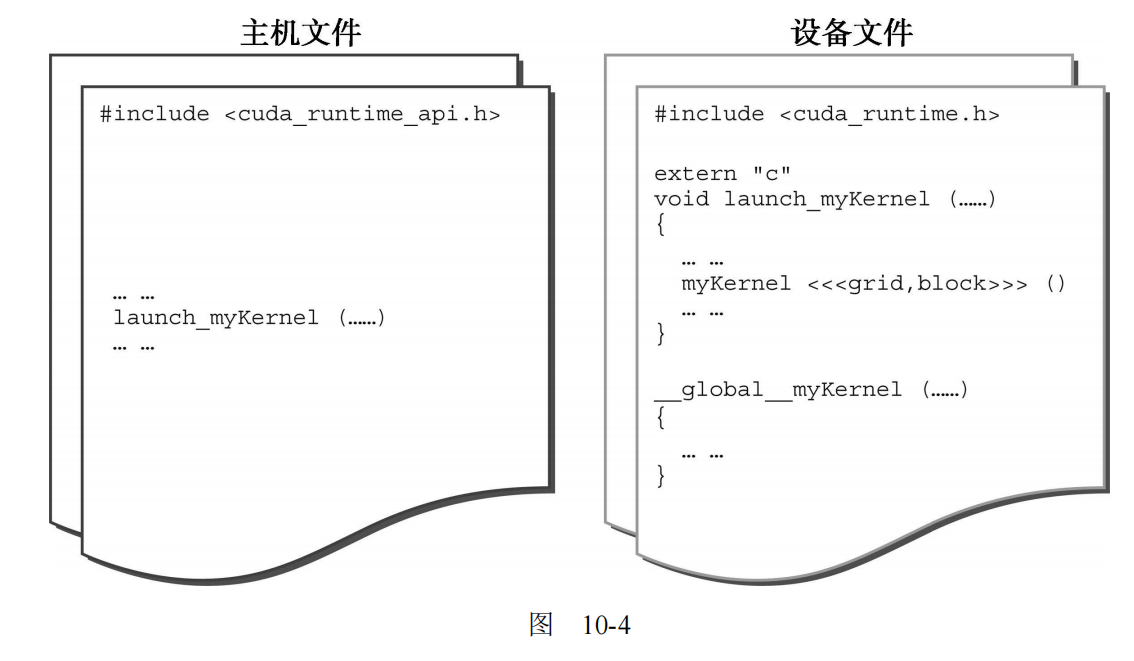 主机文件
#include <cuda_runtime_api.h>
… …
launch_myKernel (……)
… …
设备文件
#include <cuda_runtime.h>
extern "c"
void launch_myKernel (……)
{
… …
myKernel <<<grid,block>>> ()
… …
}
__global__myKernel (……)
{
… …
}
图 10-4